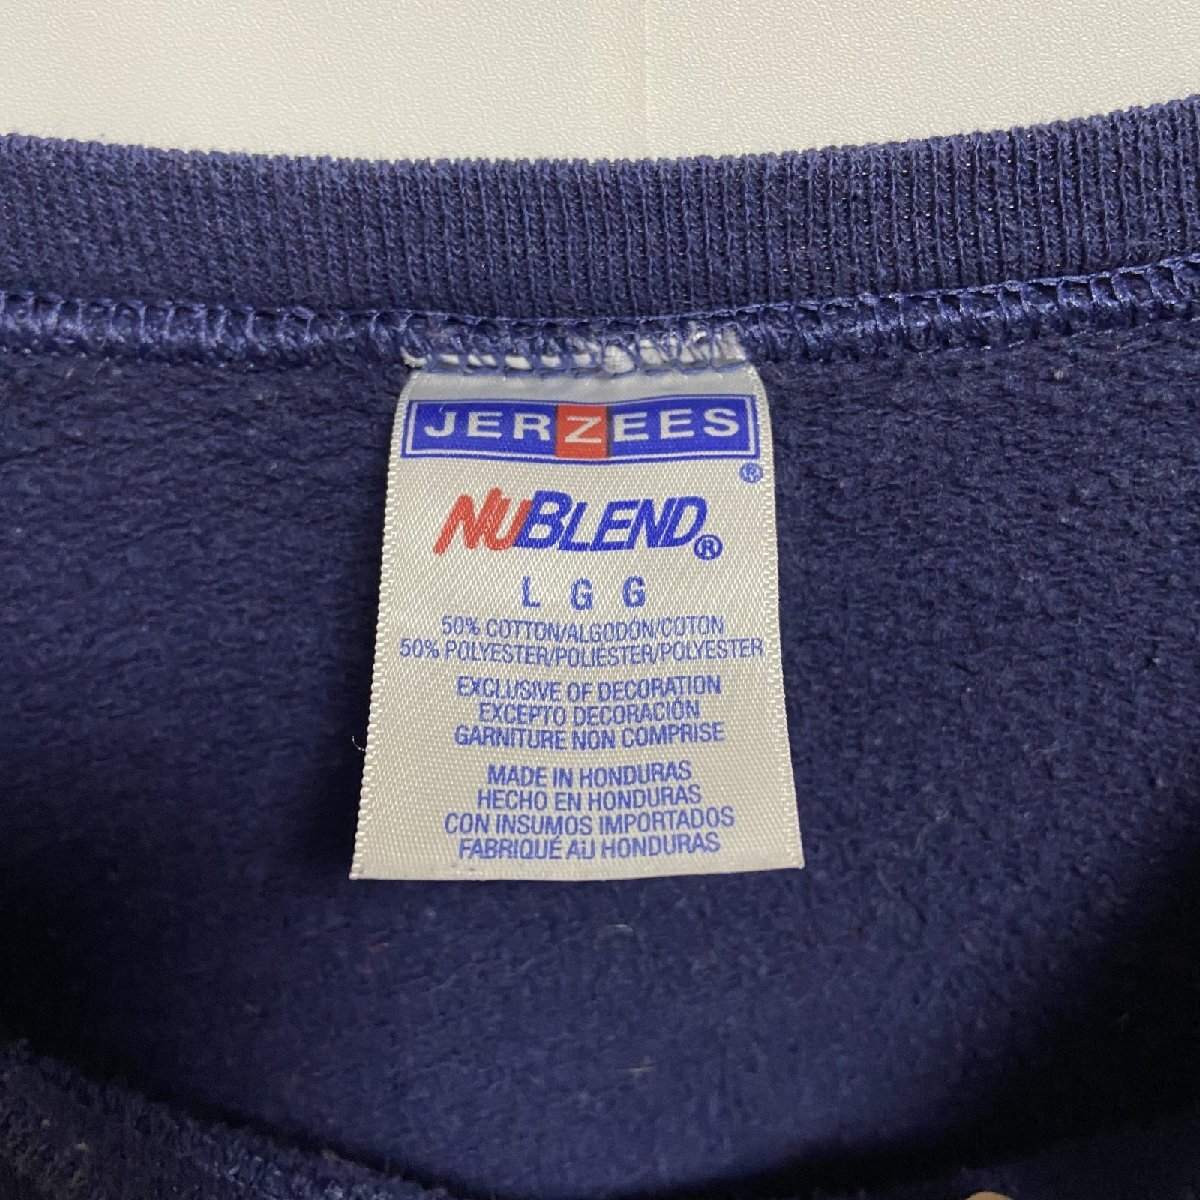 JERZEES
®
NUBLEND®
L G G
50% COTTON/ALGODON/COTON
50% POLYESTER/POLIÉSTER/POLYESTER
EXCLUSIVE OF DECORATION
EXCEPTO DECORACIÓN
GARNITURE NON COMPRISE
MADE IN HONDURAS
HECHO EN HONDURAS
CON INSUMOS IMPORTADOS
FABRIQUÉ AU HONDURAS